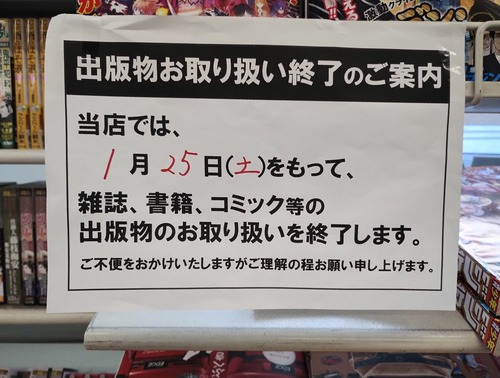 出版物お取り扱い終了のご案内
当店では、
1月25日(土)をもって、
雑誌、書籍、コミック等の
出版物のお取り扱いを終了します。
ご不便をおかけいたしますがご理解の程お願い申し上げます。